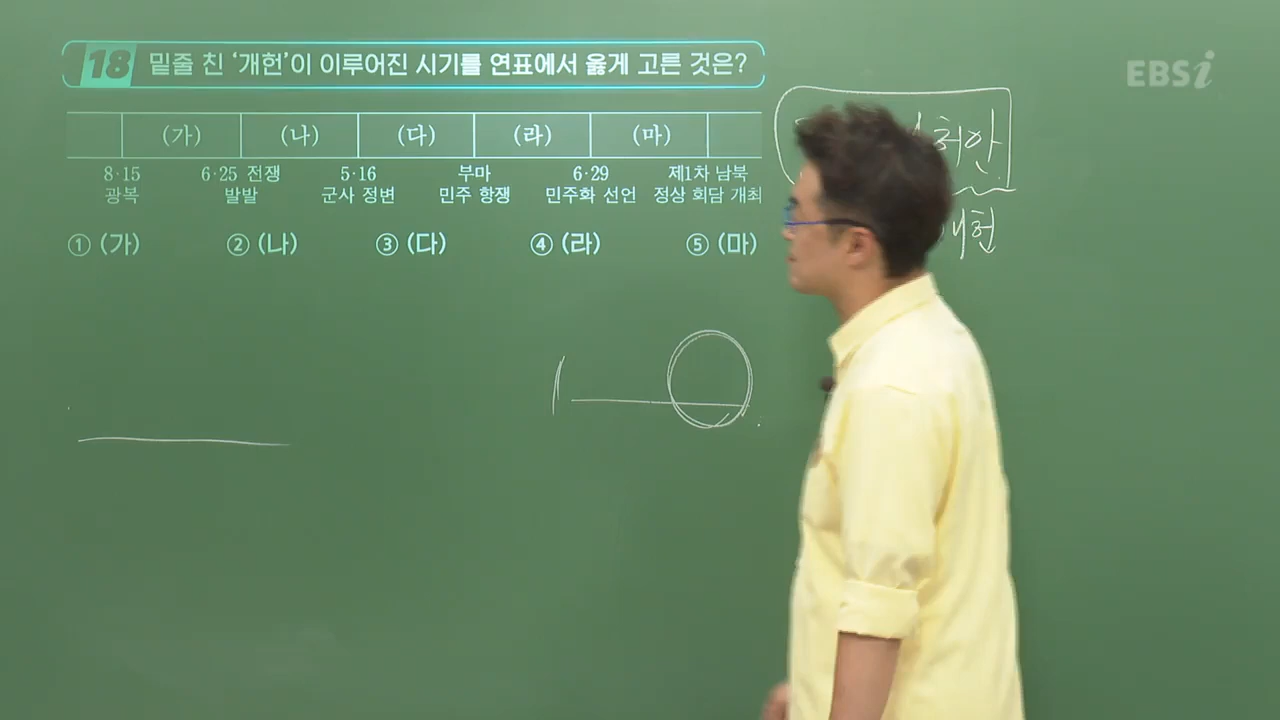 18 밑줄 친 ‘개헌’이 이루어진 시기를 연표에서 옳게 고른 것은?
EBSi
(가) (나) (다) (라) (마)
8·15 6·25 전쟁 5·16 부마 6·29 제1차 남북
광복 발발 군사 정변 민주 항쟁 민주화 선언 정상 회담 개최
① (가) ② (나) ③ (다) ④ (라) ⑤ (마)